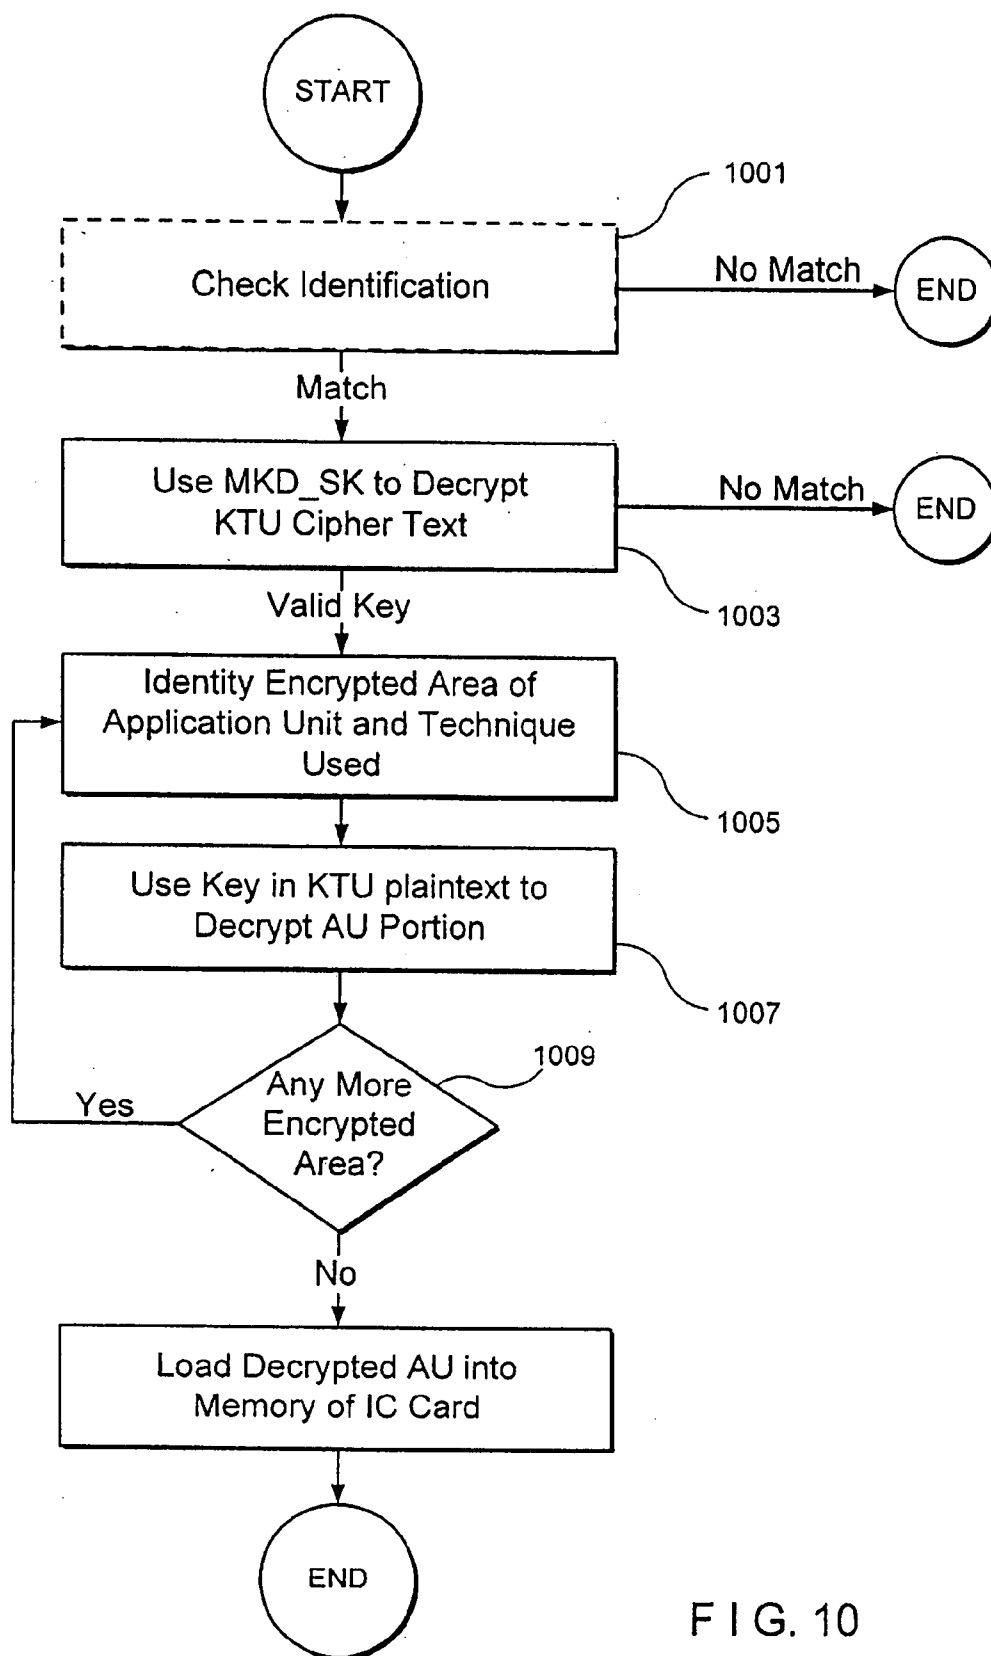 START
1001
Check Identification
No Match
END
Match
Use MKD_SK to Decrypt
KTU Cipher Text
No Match
END
1003
Valid Key
Identity Encrypted Area of
Application Unit and Technique
Used
1005
Use Key in KTU plaintext to
Decrypt AU Portion
1007
1009
Any More
Encrypted
Area?
Yes
No
Load Decrypted AU into
Memory of IC Card
END
FIG. 10